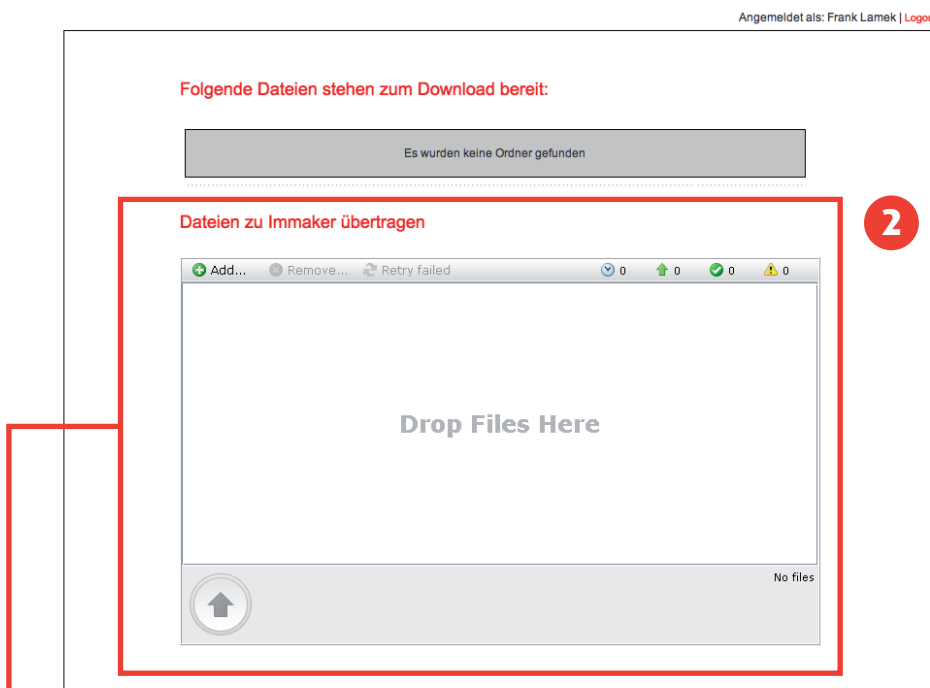 Angemeldet als: Frank Lamek | Logou
Folgende Dateien stehen zum Download bereit:
Es wurden keine Ordner gefunden
Dateien zu Immaker übertragen
2
Add... Remove... Retry failed 0 0 0 0
Drop Files Here
No files